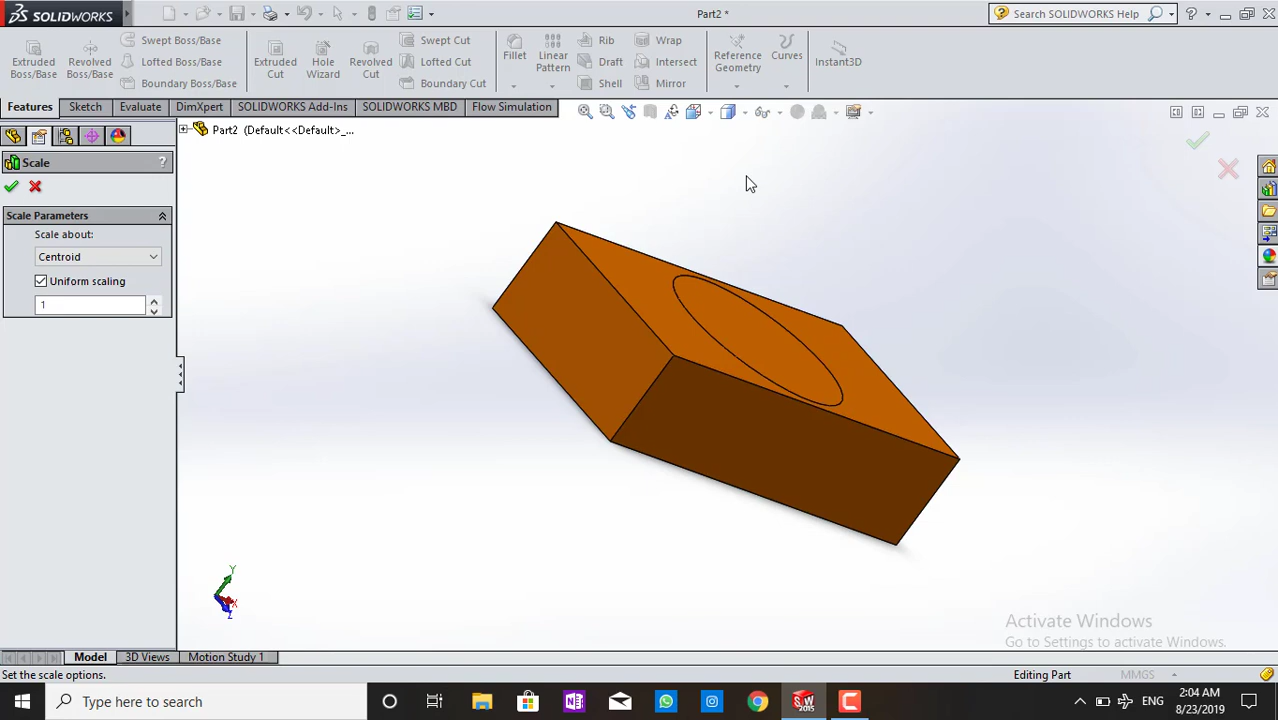 SOLIDWORKS
Part2 *
Search SOLIDWORKS Help
Extruded Boss/Base
Revolved Boss/Base
Swept Boss/Base
Lofted Boss/Base
Boundary Boss/Base
Extruded Cut
Hole Wizard
Revolved Cut
Swept Cut
Lofted Cut
Boundary Cut
Fillet
Linear Pattern
Rib
Draft
Shell
Wrap
Intersect
Mirror
Reference Geometry
Curves
Instant3D
Features Sketch Evaluate DimXpert SOLIDWORKS Add-Ins SOLIDWORKS MBD Flow Simulation
Part2 (Default<<Default>_...
Scale ?
Scale Parameters
Scale about:
Centroid
Uniform scaling
1
Y
X
Z
Activate Windows
Go to Settings to activate Windows.
Model 3D Views Motion Study 1
Set the scale options. Editing Part MMGS
Type here to search
SW 2015
ENG
2:04 AM
8/23/2019